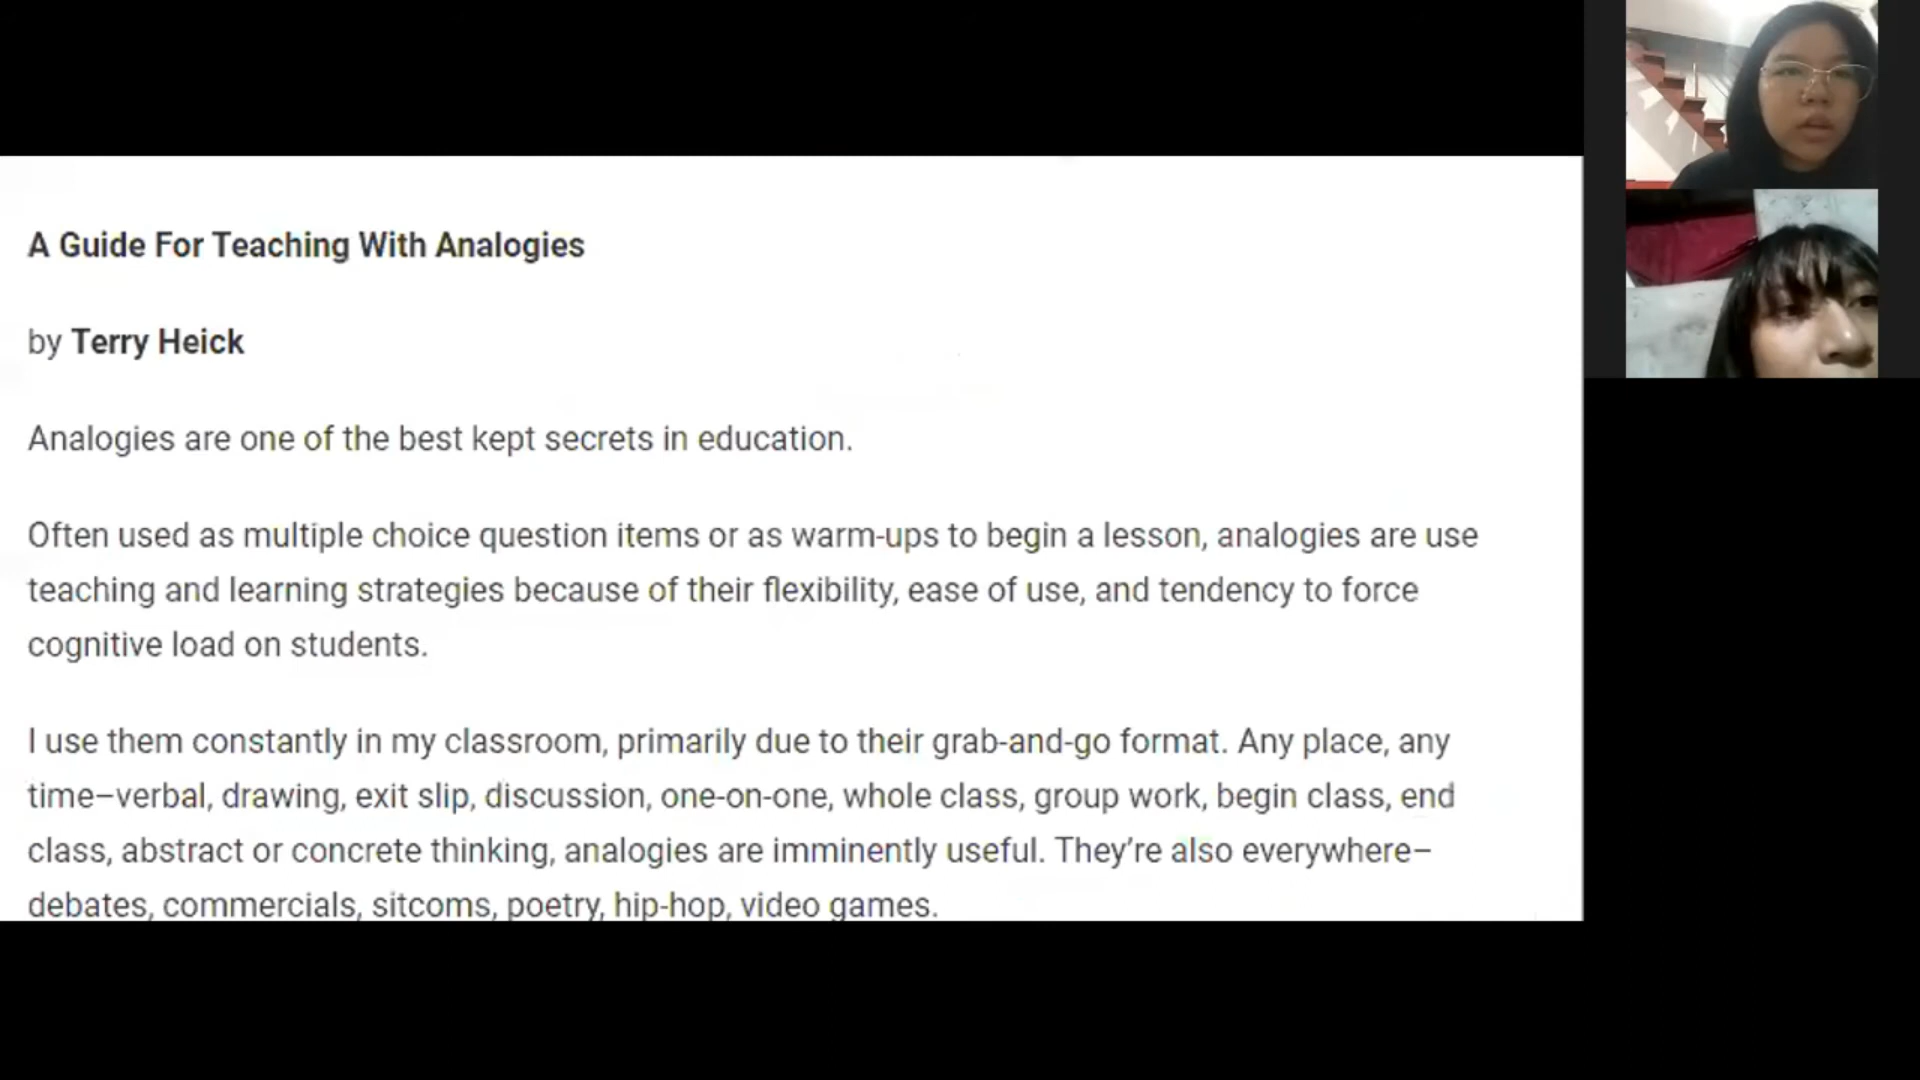 A Guide For Teaching With Analogies
by Terry Heick
Analogies are one of the best kept secrets in education.
Often used as multiple choice question items or as warm-ups to begin a lesson, analogies are use
teaching and learning strategies because of their flexibility, ease of use, and tendency to force
cognitive load on students.
I use them constantly in my classroom, primarily due to their grab-and-go format. Any place, any
time–verbal, drawing, exit slip, discussion, one-on-one, whole class, group work, begin class, end
class, abstract or concrete thinking, analogies are imminently useful. They’re also everywhere–
debates, commercials, sitcoms, poetry, hip-hop, video games.